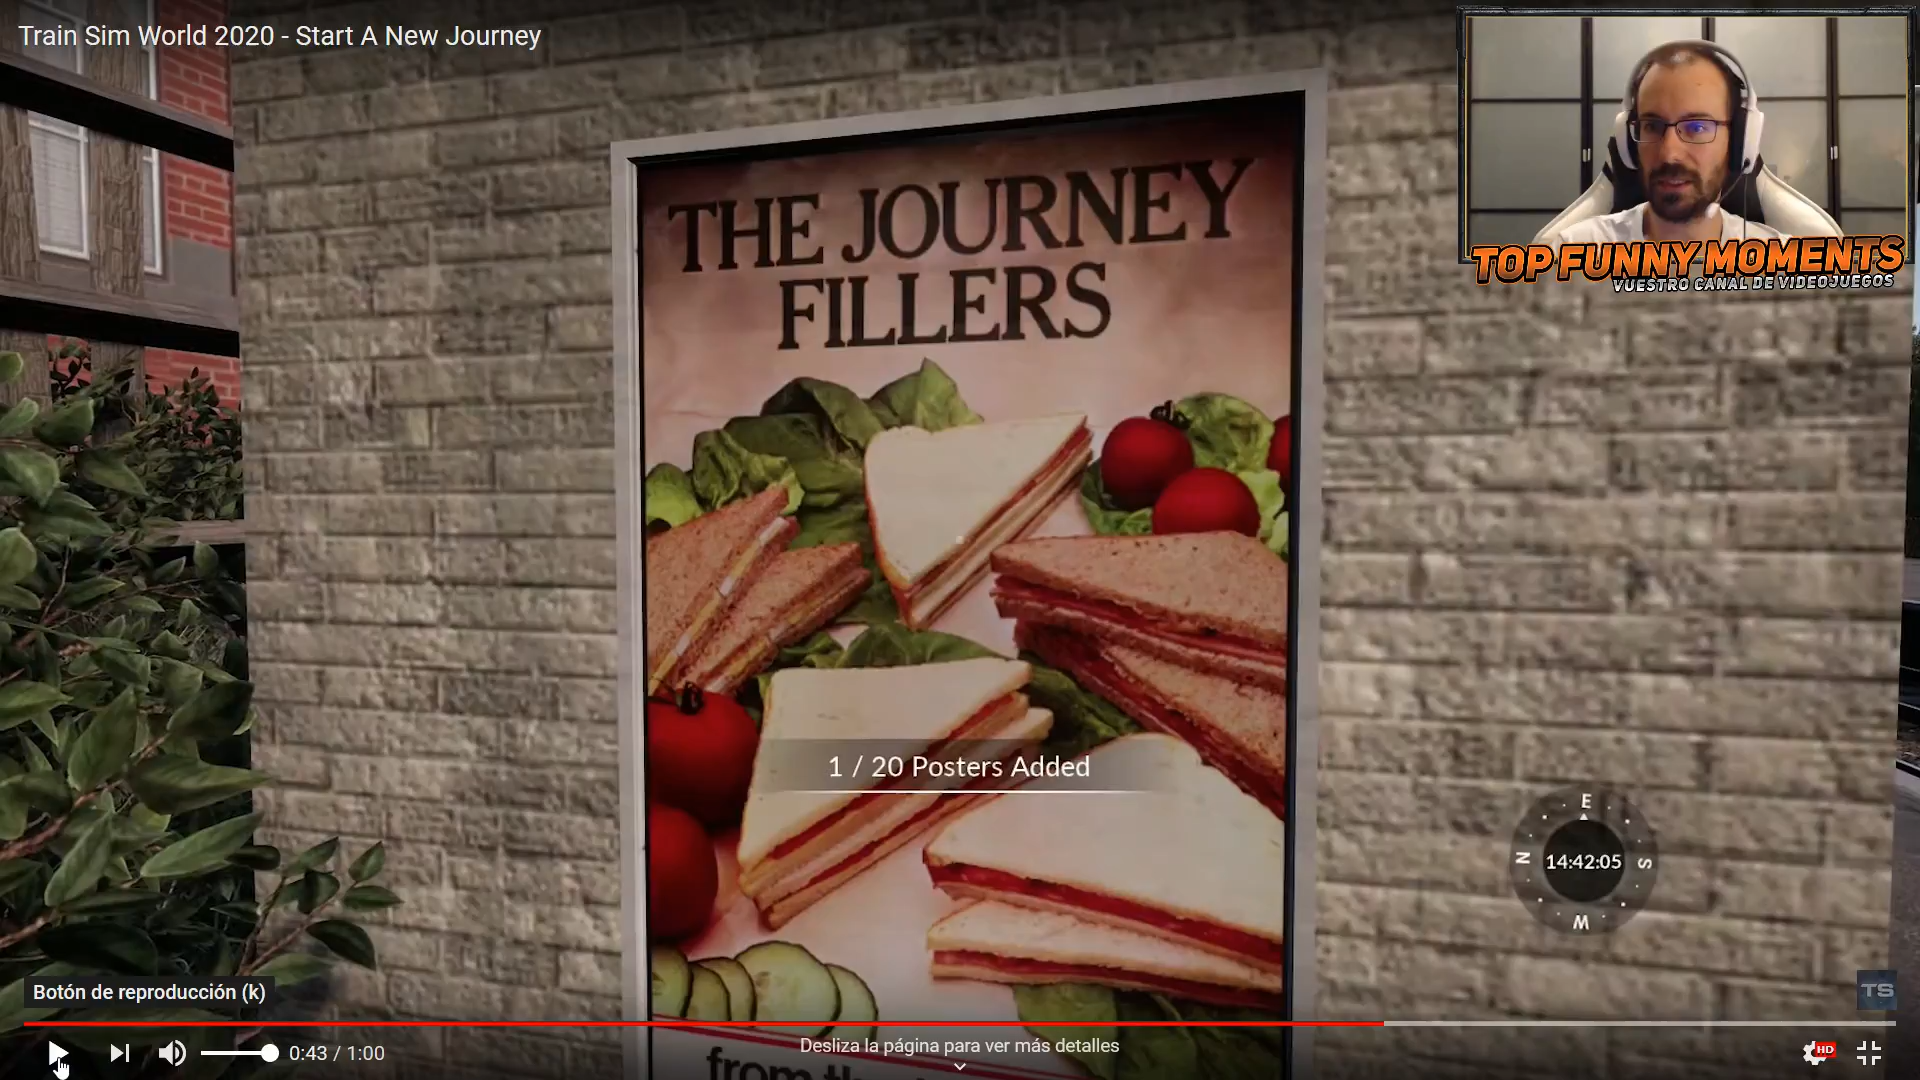 Train Sim World 2020 - Start A New Journey
TOP FUNNY MOMENTS
VUESTRO CANAL DE VIDEOJUEGOS
THE JOURNEY
FILLERS
1 / 20 Posters Added
E
N 14:42:05 S
W
Botón de reproducción (k)
TS
0:43 / 1:00
Desliza la página para ver más detalles
HD
from